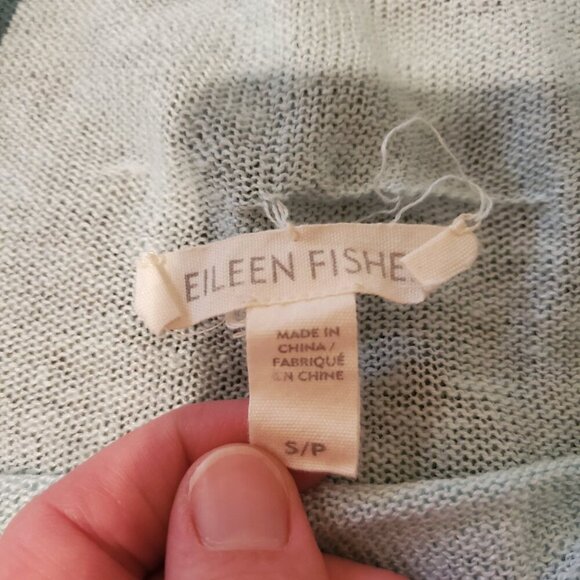 EILEEN FISHE
MADE IN
CHINA /
FABRIQUÉ
EN CHINE
S/P